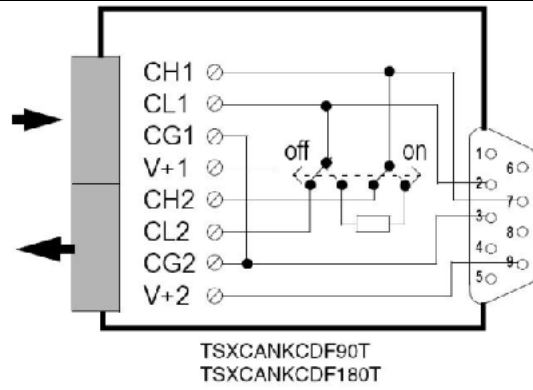 CH1
CL1
CG1
V+1
CH2
CL2
CG2
V+2
off on
1
6
2
7
3
8
4
9
5
TSXCANKCDF90T
TSXCANKCDF180T